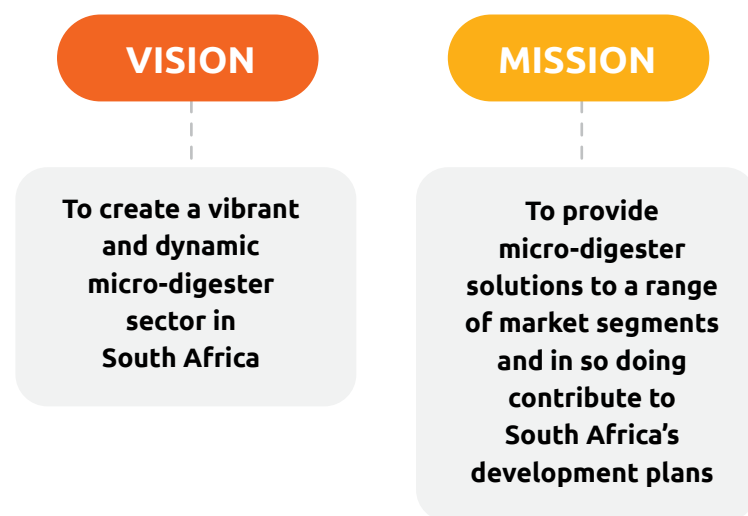 VISION
To create a vibrant
and dynamic
micro-digester
sector in
South Africa
MISSION
To provide
micro-digester
solutions to a range
of market segments
and in so doing
contribute to
South Africa’s
development plans